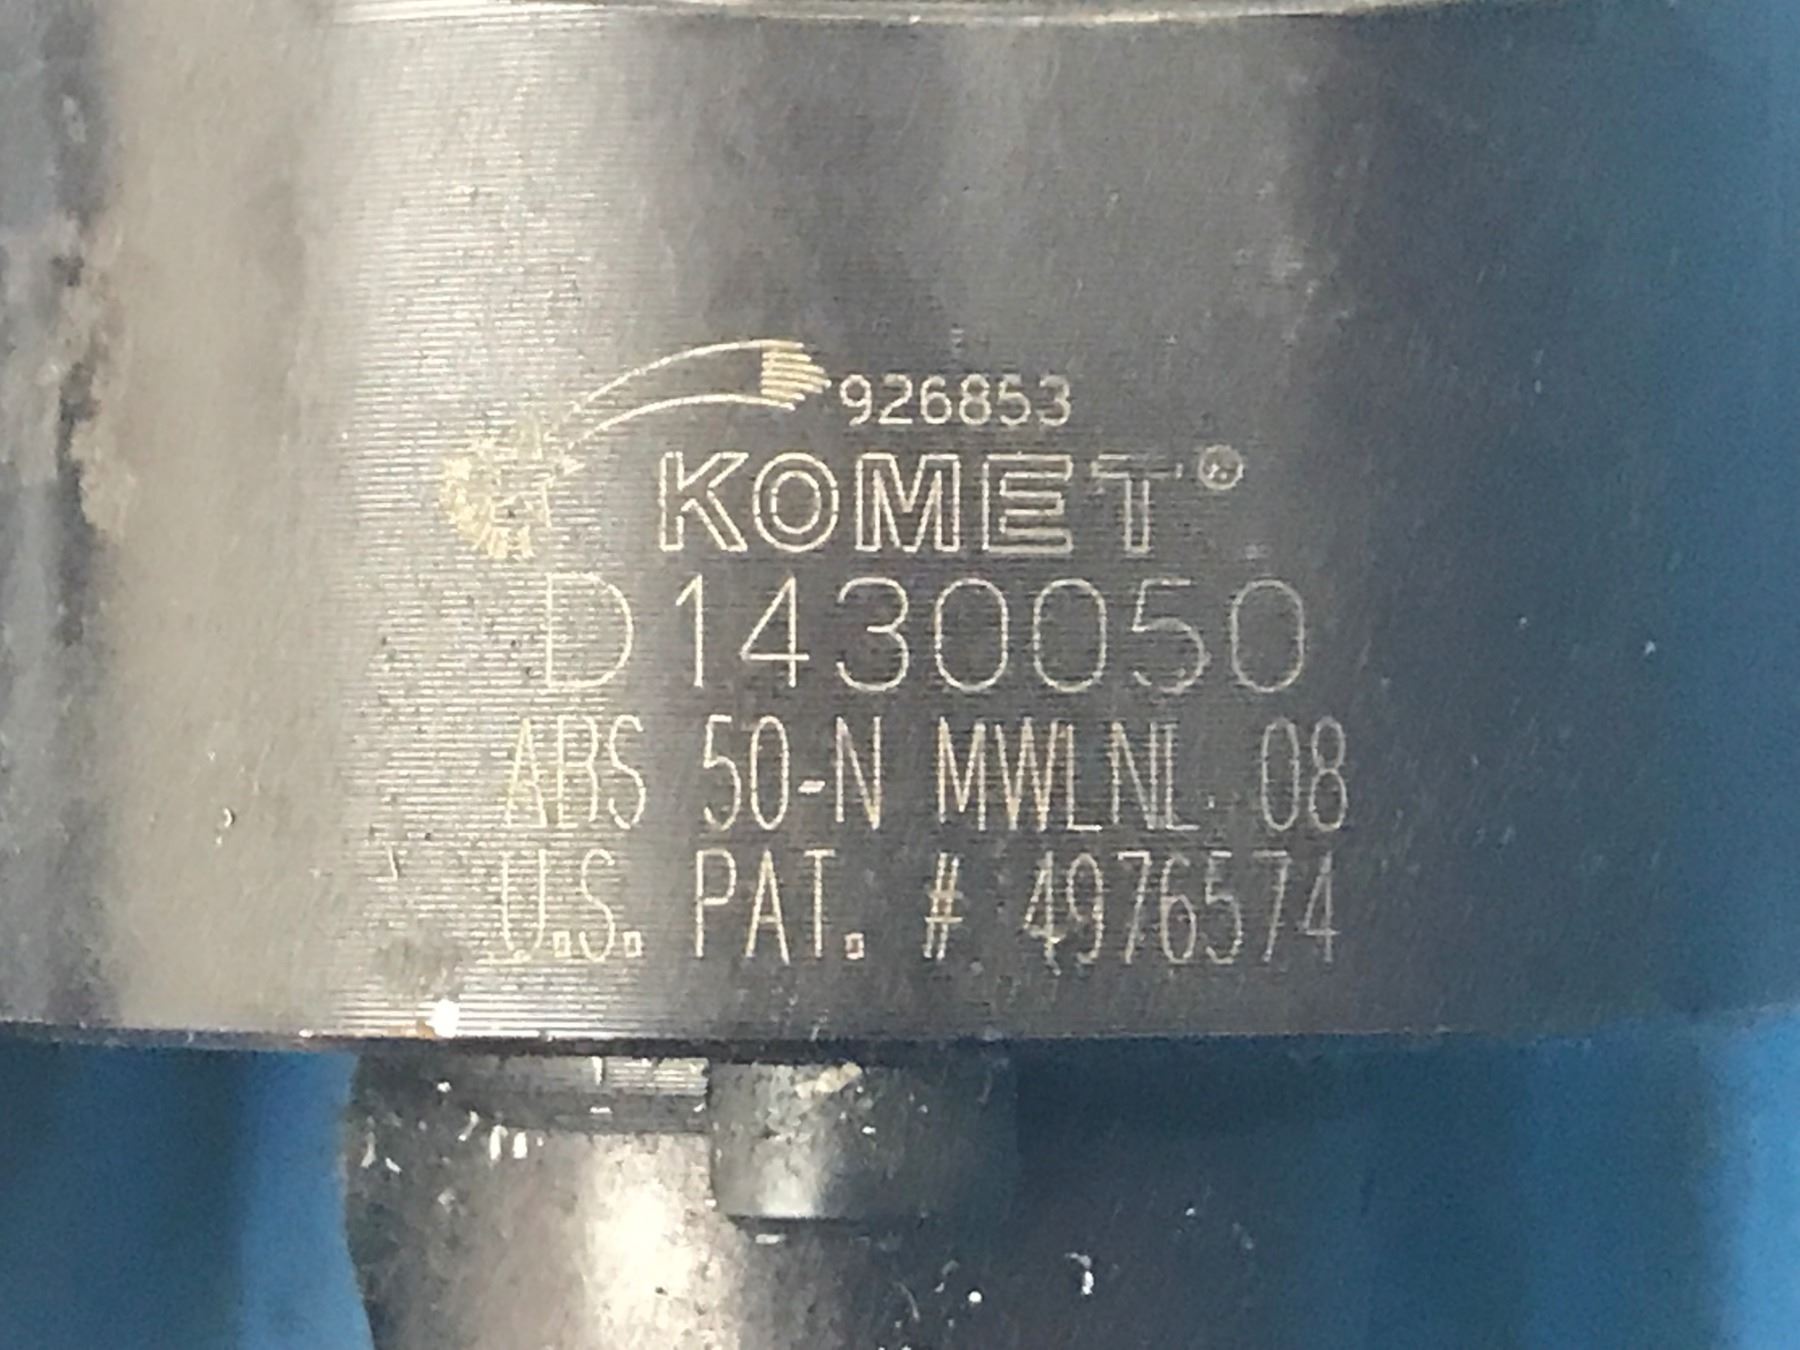 926853
KOMET®
D1430050
ABS 50-N MWLNL 08
U.S. PAT. # 4976574